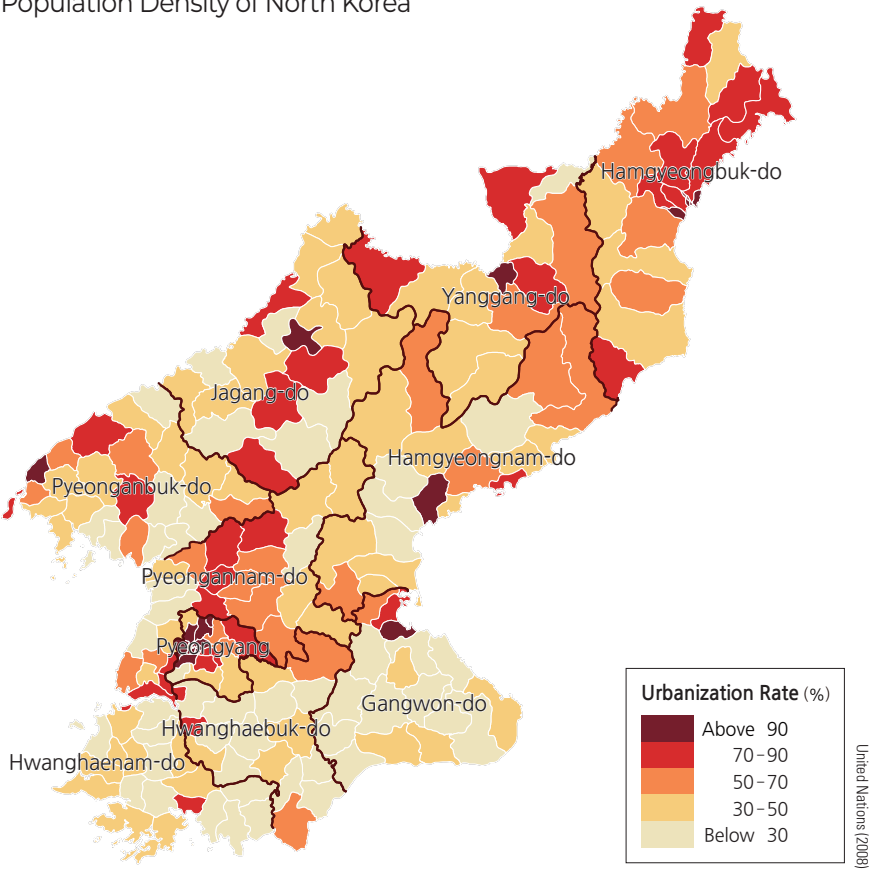 Population Density of North Korea
Hamgyeongbuk-do
Yanggang-do
Jagang-do
Hamgyeongnam-do
Pyeonganbuk-do
Pyeongannam-do
Pyeongyang
Gangwon-do
Hwanghaebuk-do
Hwanghaenam-do
Urbanization Rate (%)
Above 90
70-90
50-70
30-50
Below 30
United Nations (2008)